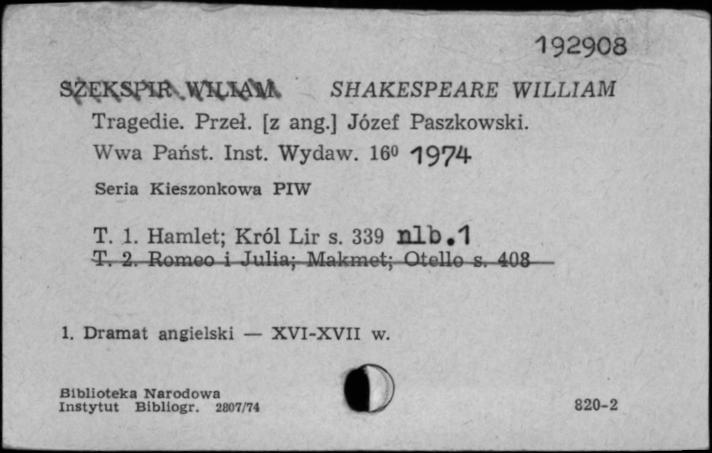 192908
SZEKSPIR WILIAM SHAKESPEARE WILLIAM
Tragedie. Przeł. [z ang.] Józef Paszkowski.
Wwa Państ. Inst. Wydaw. 16⁰ 1974
Seria Kieszonkowa PIW
T. 1. Hamlet; Król Lir s. 339 nlb.1
T. 2. Romeo i Julia; Makmet; Otello s. 408
1. Dramat angielski — XVI-XVII w.
Biblioteka Narodowa
Instytut Bibliogr. 2807/74
820-2